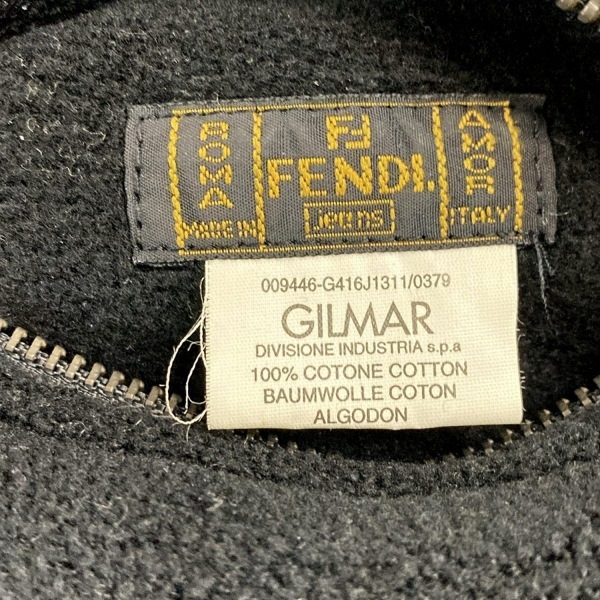 ROMA
MADE IN
FF
FENDI.
jeans
AMOR
ITALY
009446-G416J1311/0379
GILMAR
DIVISIONE INDUSTRIA s.p.a
100% COTONE COTTON
BAUMWOLLE COTON
ALGODON